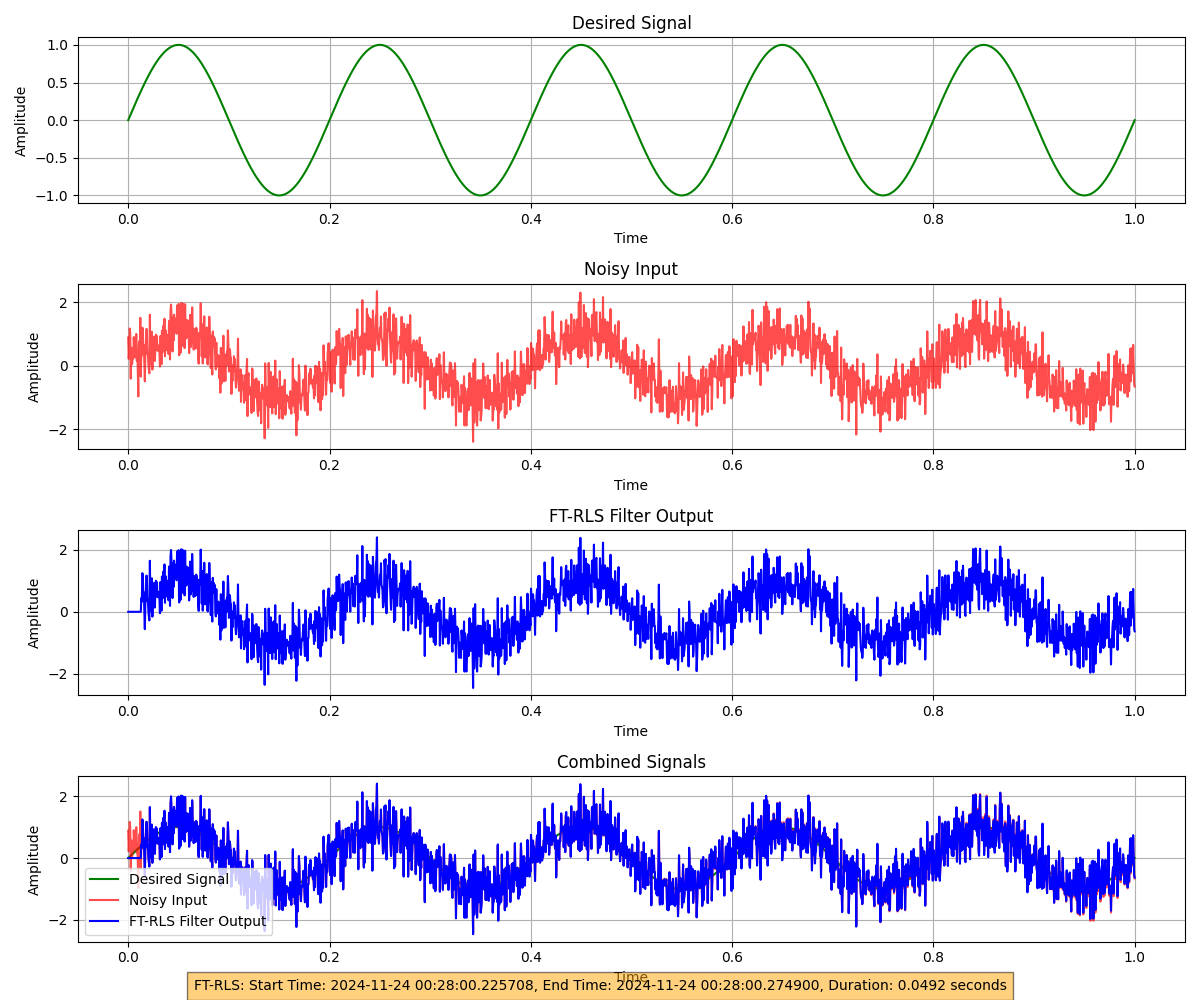 Desired Signal
1.0
0.5
0.0
−0.5
−1.0
Amplitude
0.0 0.2 0.4 0.6 0.8 1.0
Time
Noisy Input
2
0
−2
Amplitude
0.0 0.2 0.4 0.6 0.8 1.0
Time
FT-RLS Filter Output
2
0
−2
Amplitude
0.0 0.2 0.4 0.6 0.8 1.0
Time
Combined Signals
2
0
−2
Amplitude
Desired Signal
Noisy Input
FT-RLS Filter Output
0.0 0.2 0.4 0.6 0.8 1.0
Time
FT-RLS: Start Time: 2024-11-24 00:28:00.225708, End Time: 2024-11-24 00:28:00.274900, Duration: 0.0492 seconds